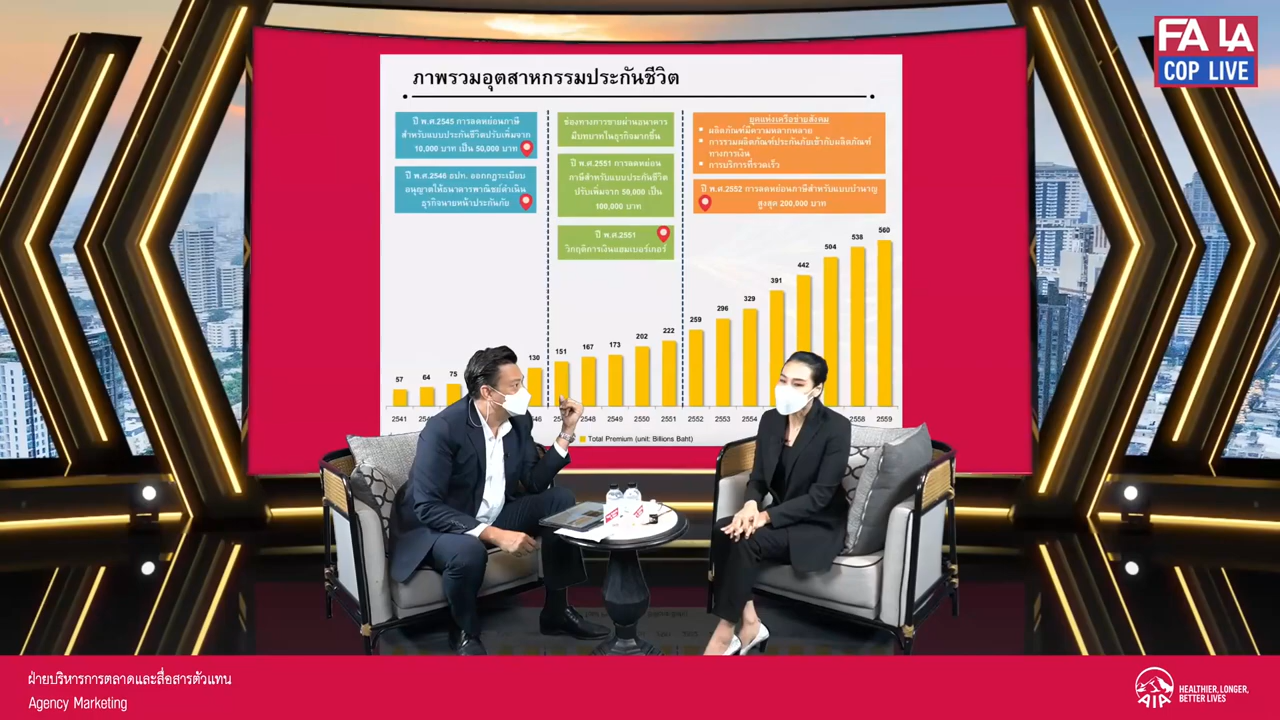 FA LA
COP LIVE
ภาพรวมอุตสาหกรรมประกันชีวิต
ปี พ.ศ.2545 การลดหย่อนภาษี
สำหรับแบบประกันชีวิตปรับเพิ่มจาก
10,000 บาท เป็น 50,000 บาท
ปี พ.ศ.2546 ธปท. ออกกฎระเบียบ
อนุญาตให้ธนาคารพาณิชย์ดำเนิน
ธุรกิจนายหน้าประกันภัย
ช่องทางการขายผ่านธนาคาร
มีบทบาทในธุรกิจมากขึ้น
ปี พ.ศ.2551 การลดหย่อน
ภาษีสำหรับแบบประกันชีวิต
ปรับเพิ่มจาก 50,000 เป็น
100,000 บาท
ปี พ.ศ.2551
วิกฤติการเงินแฮมเบอร์เกอร์
ยุคแห่งเครือข่ายสังคม
ผลิตภัณฑ์มีความหลากหลาย
การรวมผลิตภัณฑ์ประกันภัยเข้ากับผลิตภัณฑ์
ทางการเงิน
การบริการที่รวดเร็ว
ปี พ.ศ.2552 การลดหย่อนภาษีสำหรับแบบบำนาญ
สูงสุด 200,000 บาท
57 64 75 130 151 167 173 202 222 259 296 329 391 442 504 538 560
2541 2548 2549 2550 2551 2552 2553 2554 2558 2559
Total Premium (unit: Billions Baht)
ฝ่ายบริหารการตลาดและสื่อสารตัวแทน
Agency Marketing
AIA
HEALTHIER, LONGER,
BETTER LIVES